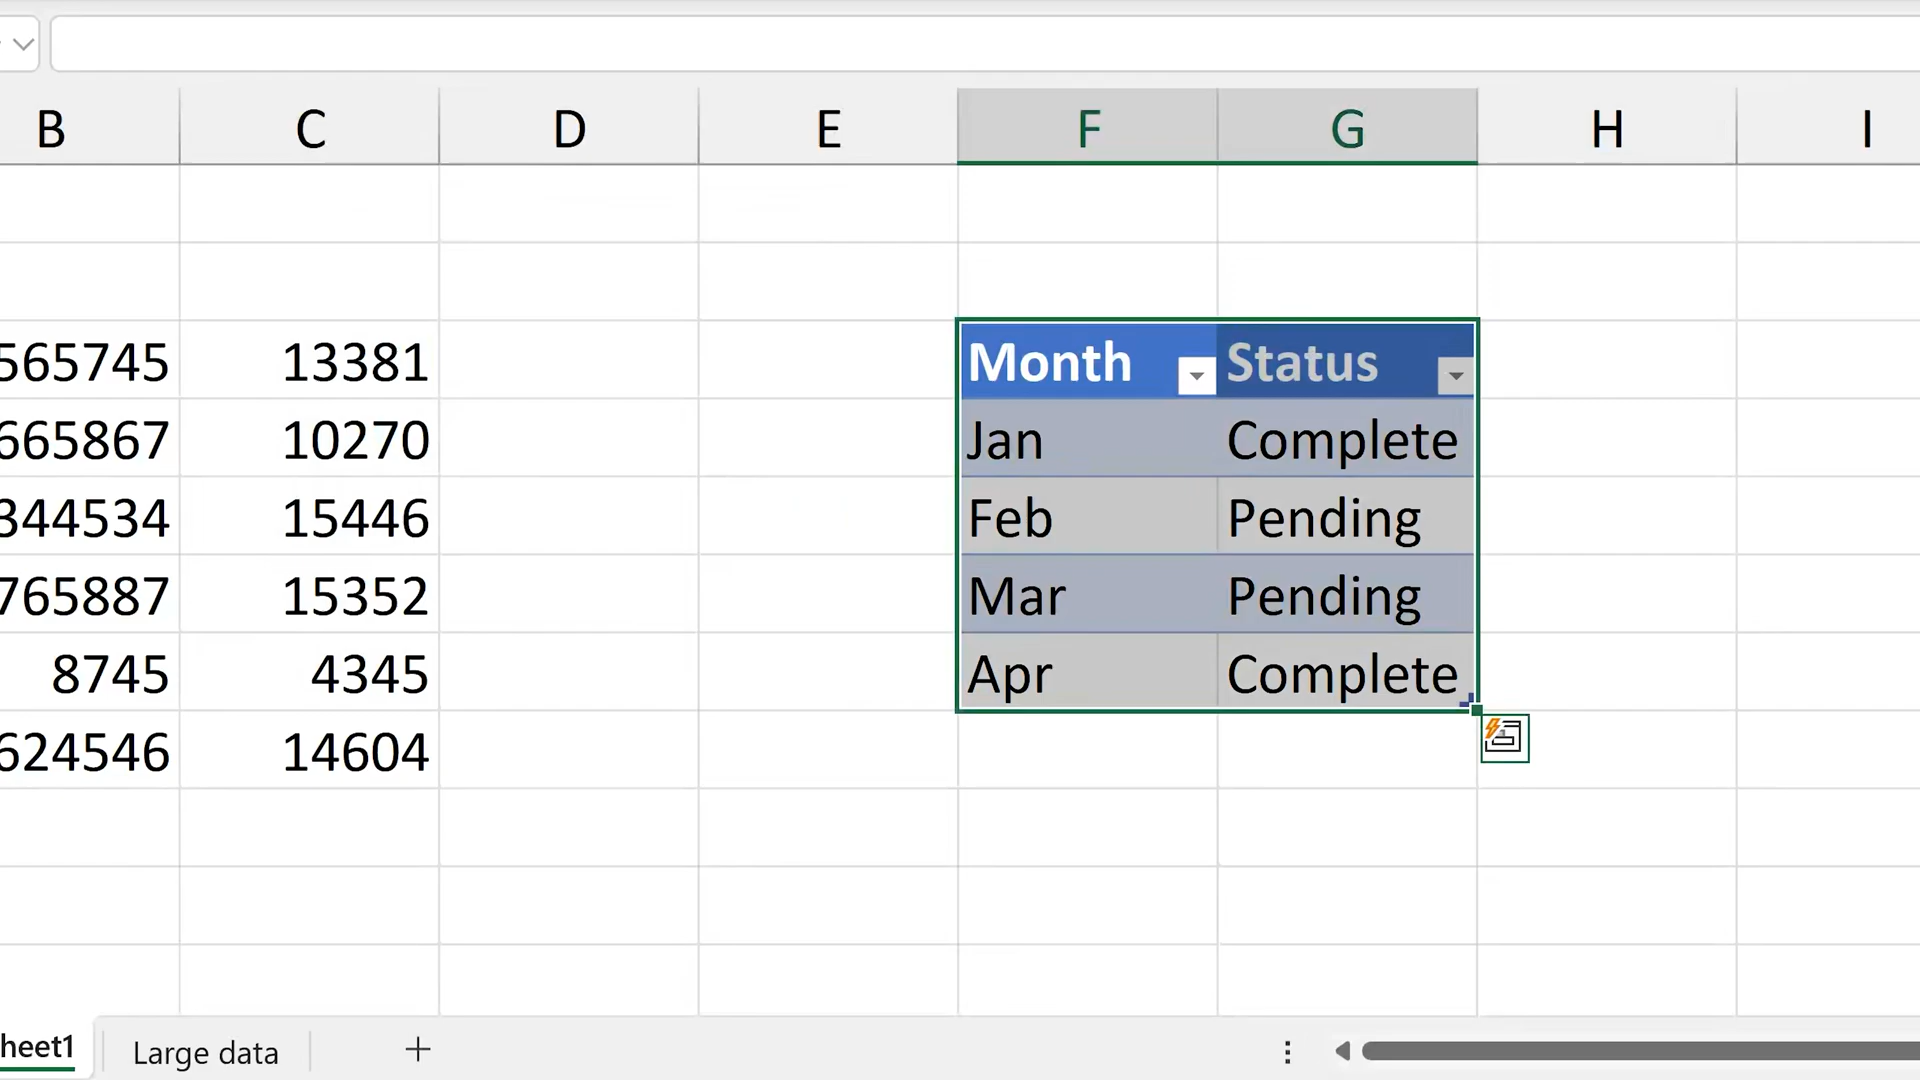 B C D E F G H I
565745 13381 Month Status
665867 10270 Jan Complete
344534 15446 Feb Pending
765887 15352 Mar Pending
8745 4345 Apr Complete
624546 14604
heet1 Large data